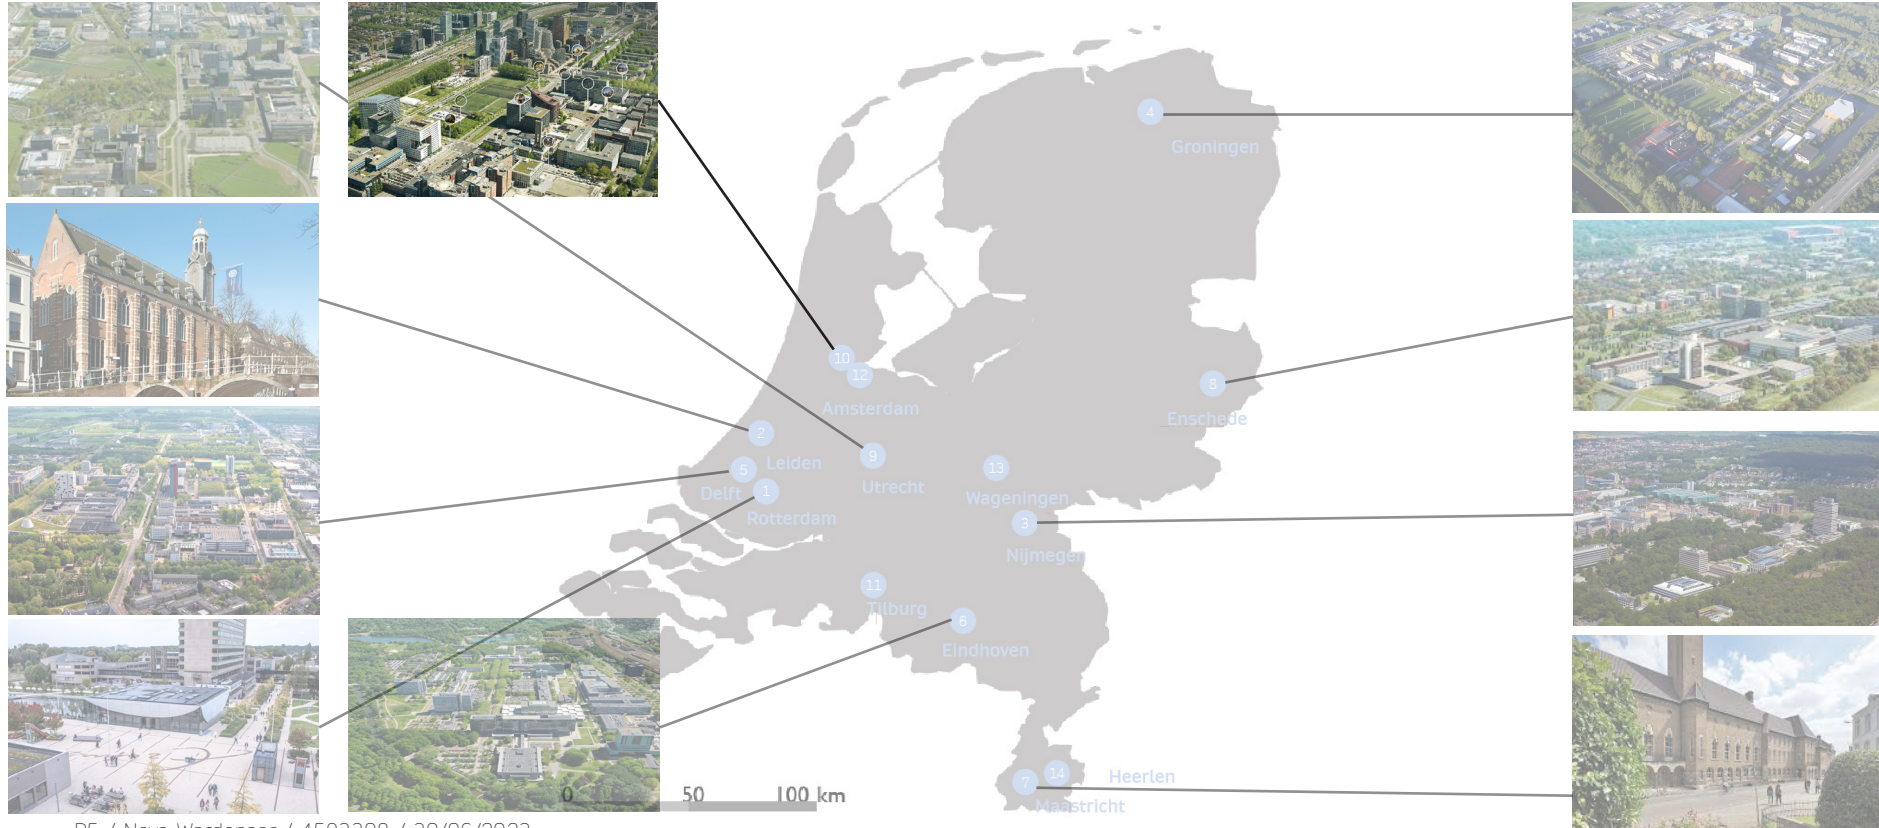 4
Groningen
10
12
Amsterdam
8
Enschede
2
Leiden
9
Utrecht
13
Wageningen
5
Delft
1
Rotterdam
3
Nijmegen
11
Tilburg
6
Eindhoven
14
Heerlen
7
Maastricht
0 50 100 km